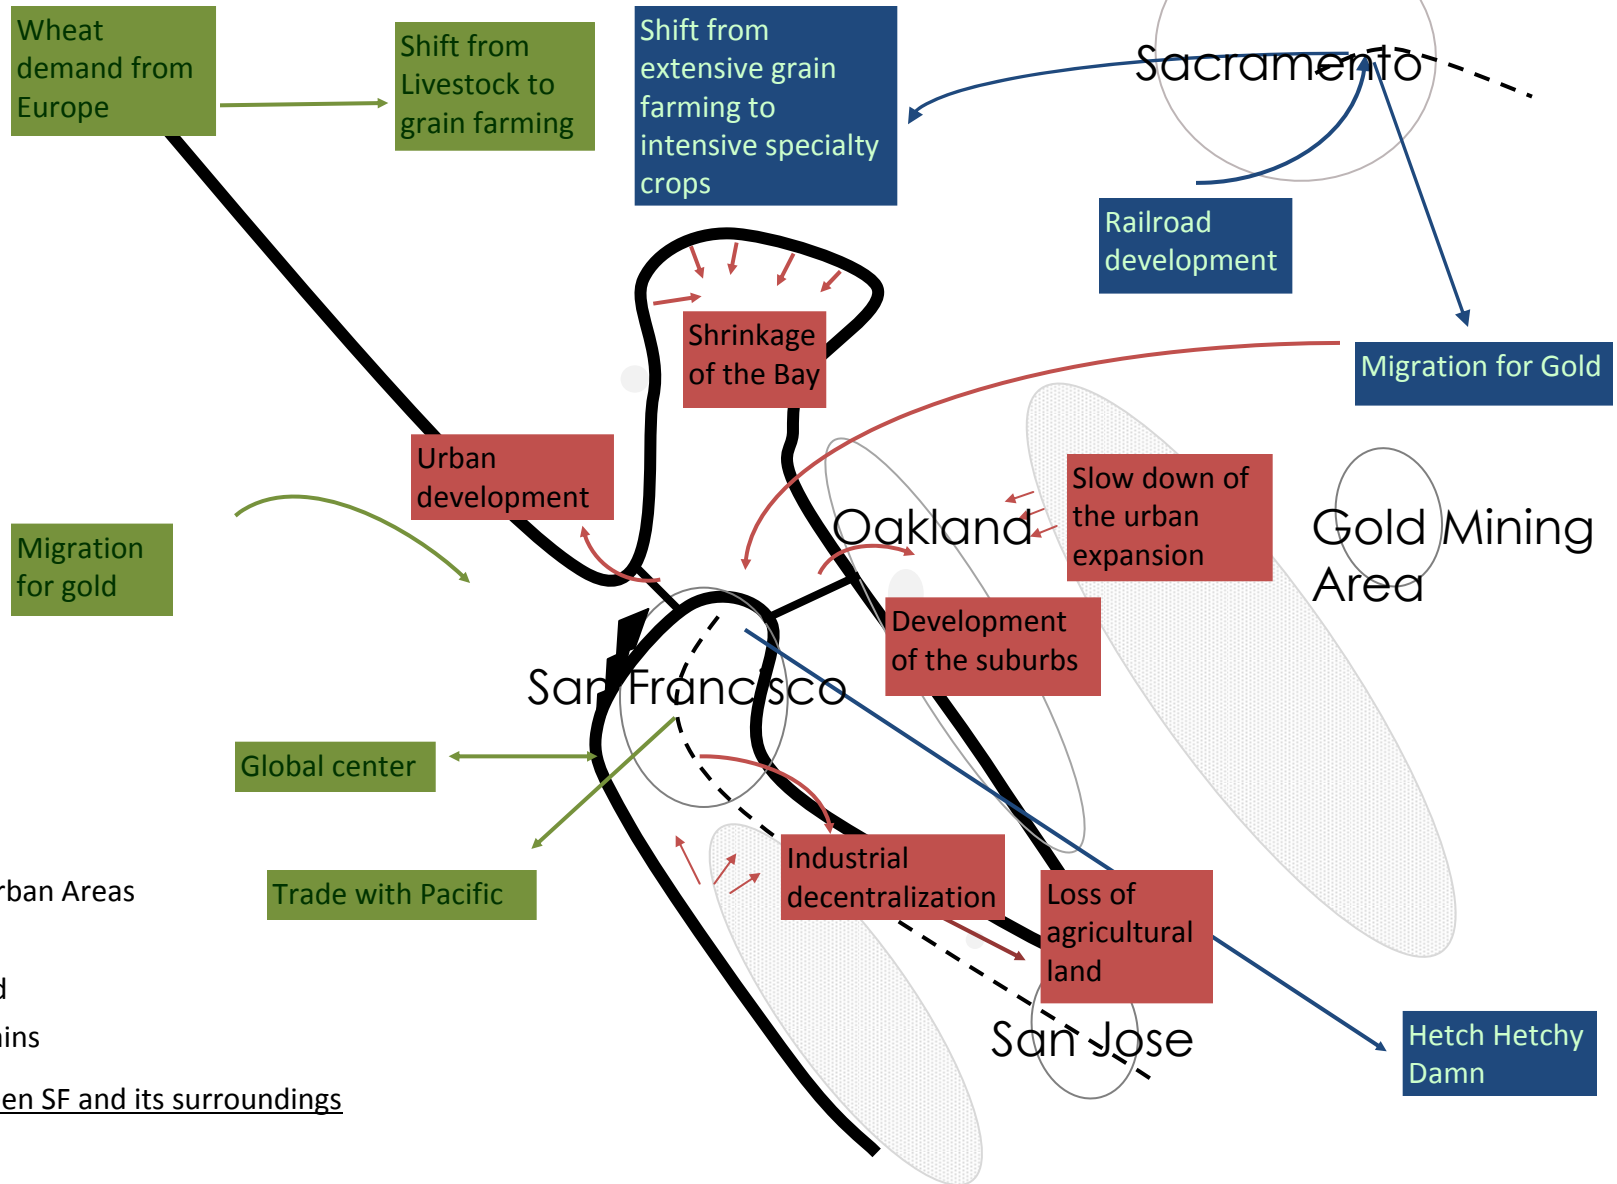 Wheat
demand from
Europe
Shift from
Livestock to
grain farming
Shift from
extensive grain
farming to
intensive specialty
crops
Sacramento
Railroad
development
Shrinkage
of the Bay
Migration for Gold
Urban
development
Oakland
Slow down of
the urban
expansion
Gold Mining
Area
Migration
for gold
Development
of the suburbs
San Francisco
Global center
Industrial
decentralization
Trade with Pacific
Loss of
agricultural
land
rban Areas
d
ins
en SF and its surroundings
San Jose
Hetch Hetchy
Damn